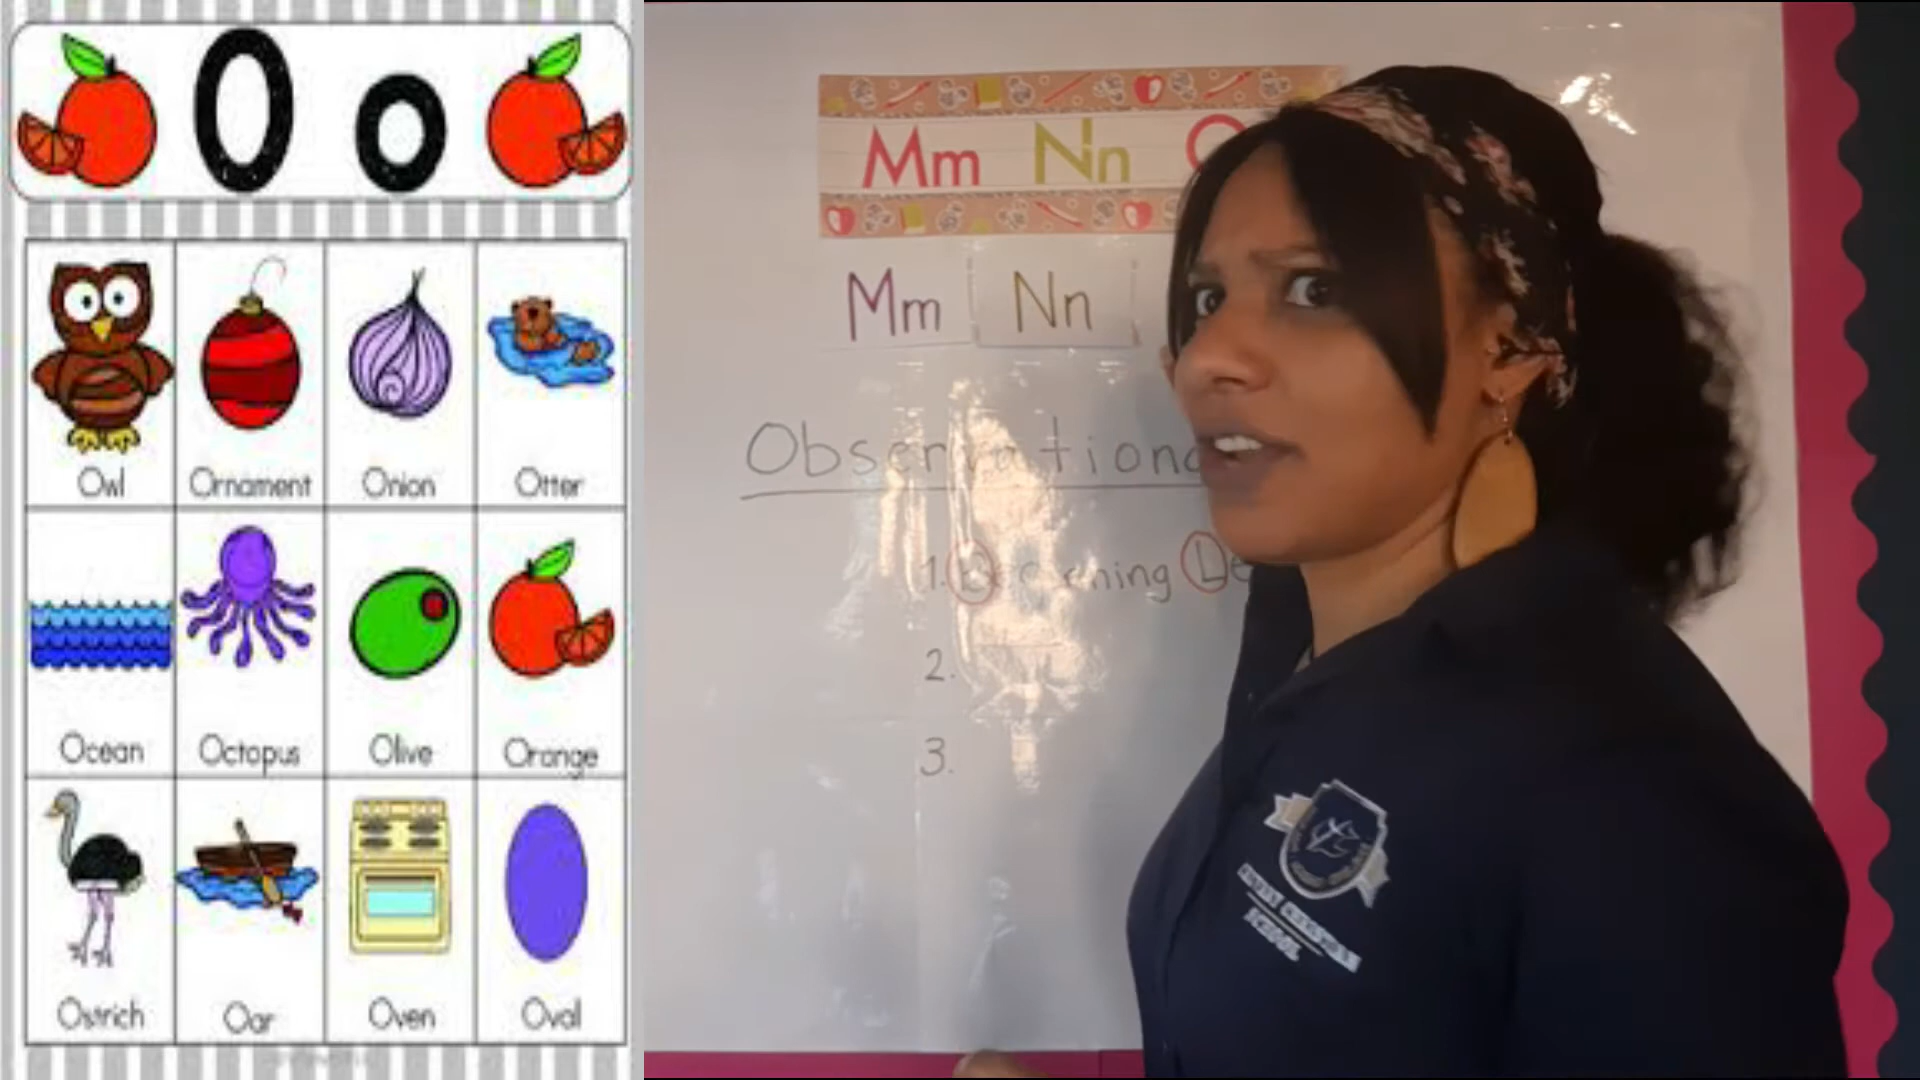 O o
Owl Ornament Onion Otter
Ocean Octopus Olive Orange
Ostrich Oar Oven Oval
Mm Nn
Mm Nn
1.
2.
3.
SCHOOL